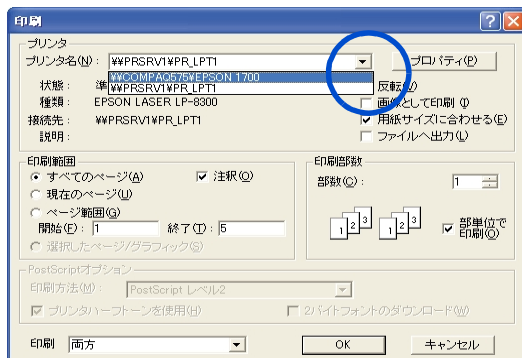 印刷
プリンタ
プリンタ名(N): ¥¥PRSRV1¥PR_LPT1 プロパティ(P)
¥¥COMPAQ575¥EPSON 1700
¥¥PRSRV1¥PR_LPT1
状態: 準
反転(V)
種類: EPSON LASER LP-8300 画像として印刷(I)
接続先: ¥¥PRSRV1¥PR_LPT1 用紙サイズに合わせる(E)
説明: ファイルへ出力(L)
印刷範囲
すべてのページ(A) 注釈(O)
現在のページ(U)
ページ範囲(G)
開始(F): 1 終了(T): 5
選択したページ/グラフィック(S)
印刷部数
部数(C): 1
1 2 3 1 2 3
部単位で
印刷(O)
PostScriptオプション
印刷方法(M): PostScript レベル2
プリンタハーフトーンを使用(H) 2バイトフォントのダウンロード(W)
印刷 両方 OK キャンセル